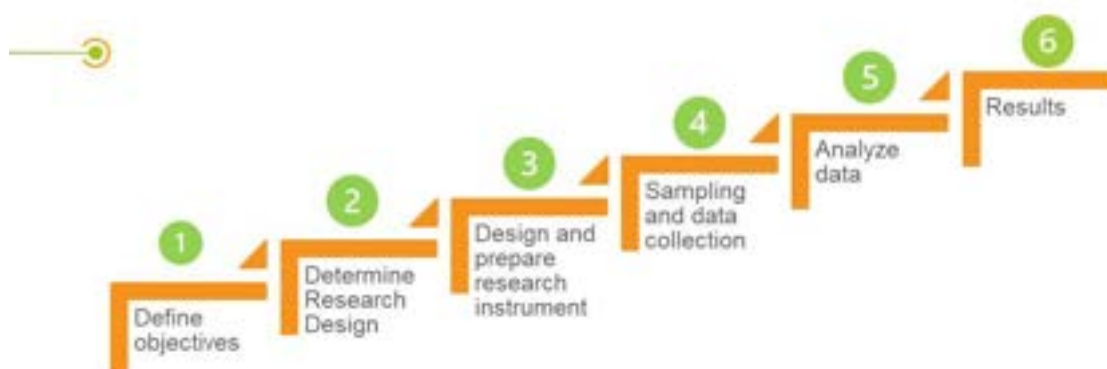 1
Define
objectives
2
Determine
Research
Design
3
Design and
prepare
research
instrument
4
Sampling
and data
collection
5
Analyze
data
6
Results